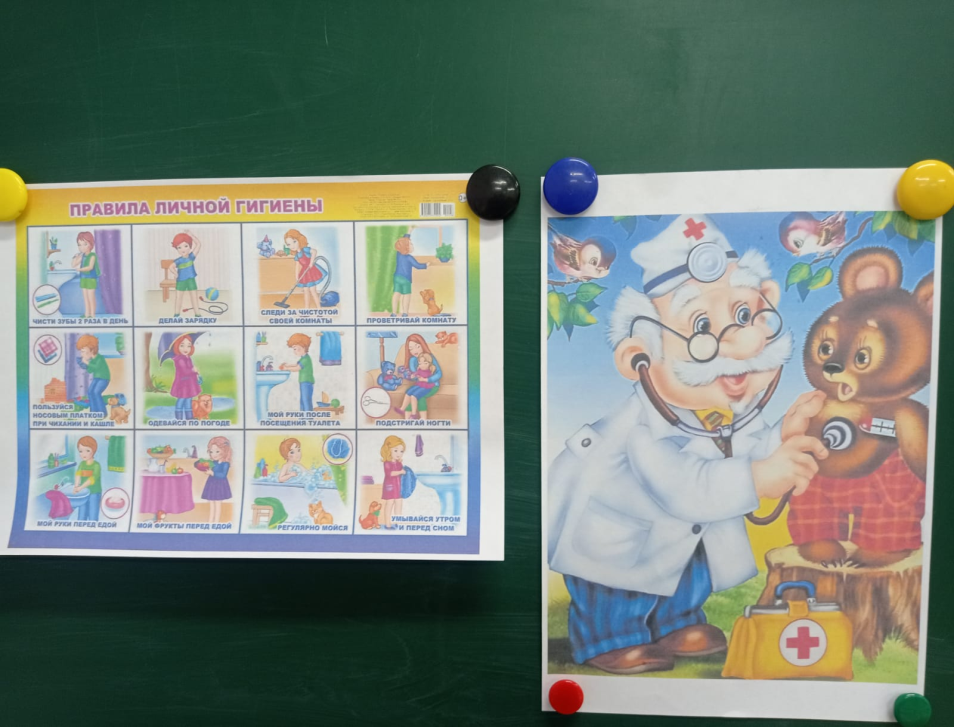 ПРАВИЛА ЛИЧНОЙ ГИГИЕНЫ
ЧИСТИ ЗУБЫ 2 РАЗА В ДЕНЬ
ДЕЛАЙ ЗАРЯДКУ
СЛЕДИ ЗА ЧИСТОТОЙ
СВОЕЙ КОМНАТЫ
ПРОВЕТРИВАЙ КОМНАТУ
ПОЛЬЗУЙСЯ
НОСОВЫМ ПЛАТКОМ
ПРИ ЧИХАНИИ И КАШЛЕ
ОДЕВАЙСЯ ПО ПОГОДЕ
МОЙ РУКИ ПОСЛЕ
ПОСЕЩЕНИЯ ТУАЛЕТА
ПОДСТРИГАЙ НОГТИ
МОЙ РУКИ ПЕРЕД ЕДОЙ
МОЙ ФРУКТЫ ПЕРЕД ЕДОЙ
РЕГУЛЯРНО МОЙСЯ
УМЫВАЙСЯ УТРОМ
И ПЕРЕД СНОМ